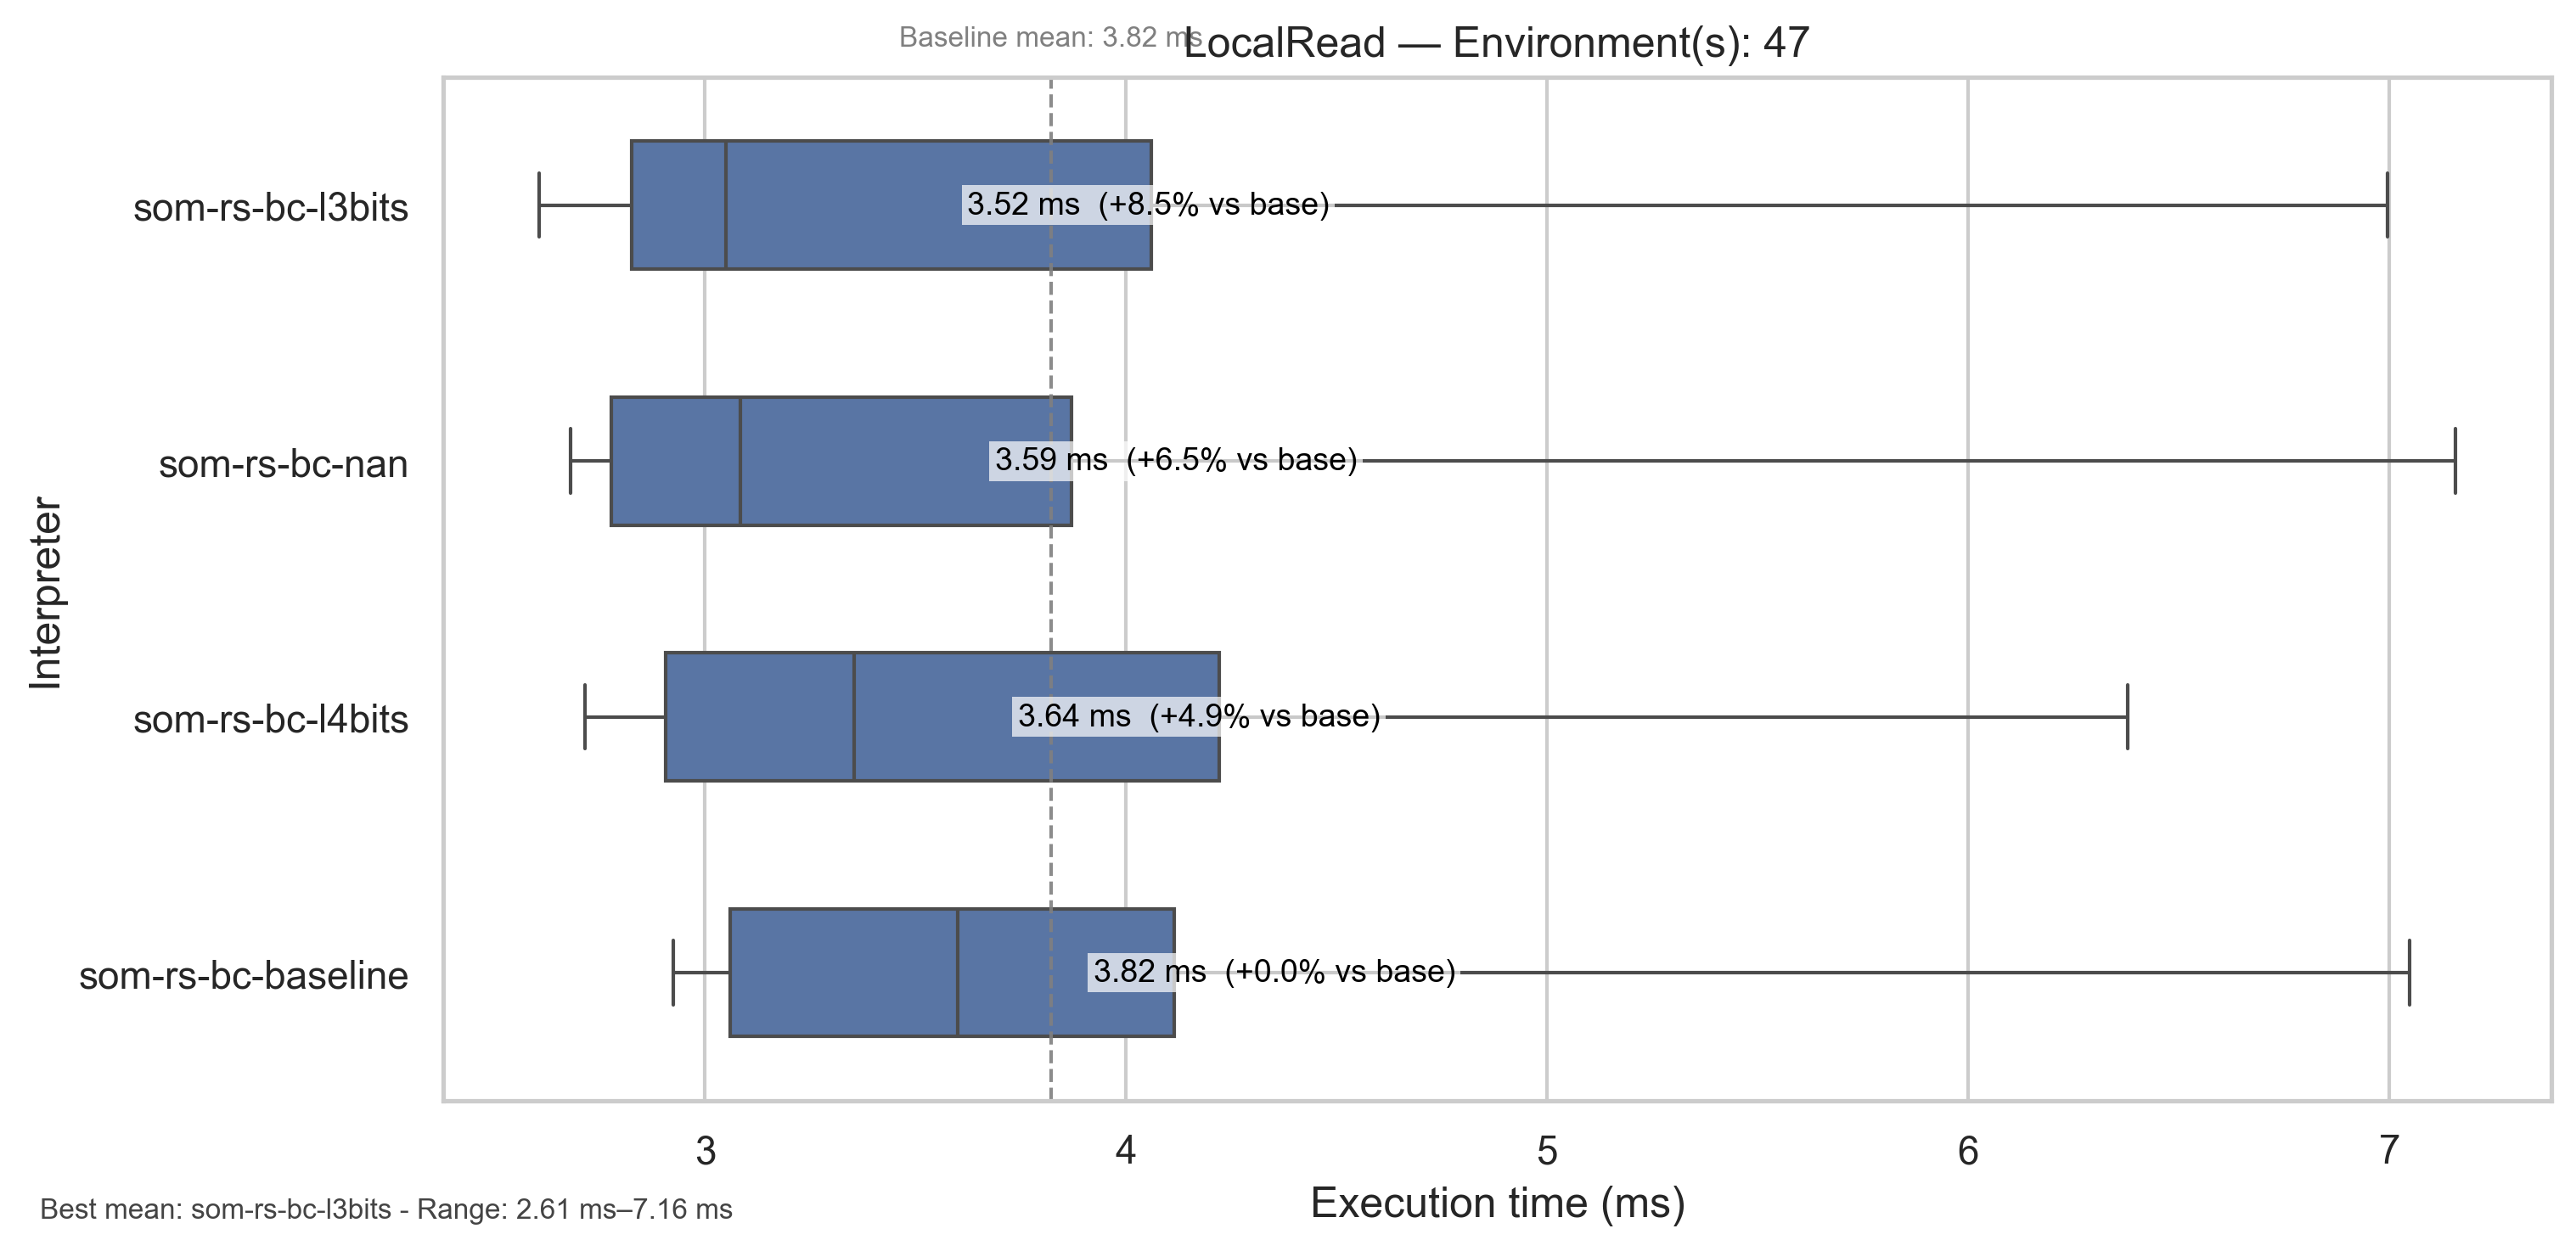 Baseline mean: 3.82 ms
LocalRead — Environment(s): 47
Interpreter
som-rs-bc-l3bits
3.52 ms (+8.5% vs base)
som-rs-bc-nan
3.59 ms (+6.5% vs base)
som-rs-bc-l4bits
3.64 ms (+4.9% vs base)
som-rs-bc-baseline
3.82 ms (+0.0% vs base)
3 4 5 6 7
Execution time (ms)
Best mean: som-rs-bc-l3bits - Range: 2.61 ms–7.16 ms